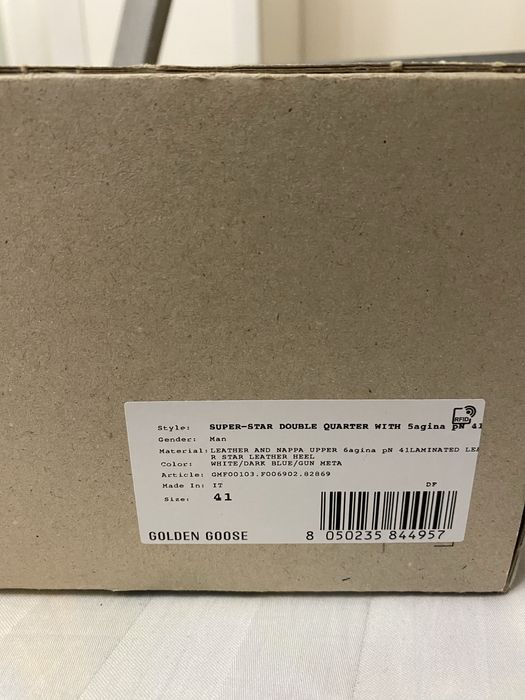 RFID
Style: SUPER-STAR DOUBLE QUARTER WITH 5agina pN 41
Gender: Man
Material: LEATHER AND NAPPA UPPER 6agina pN 41LAMINATED LEA
R STAR LEATHER HEEL
Color: WHITE/DARK BLUE/GUN META
Article: GMF00103.F006902.82869
Made In: IT DF
Size: 41
GOLDEN GOOSE 8 050235 844957